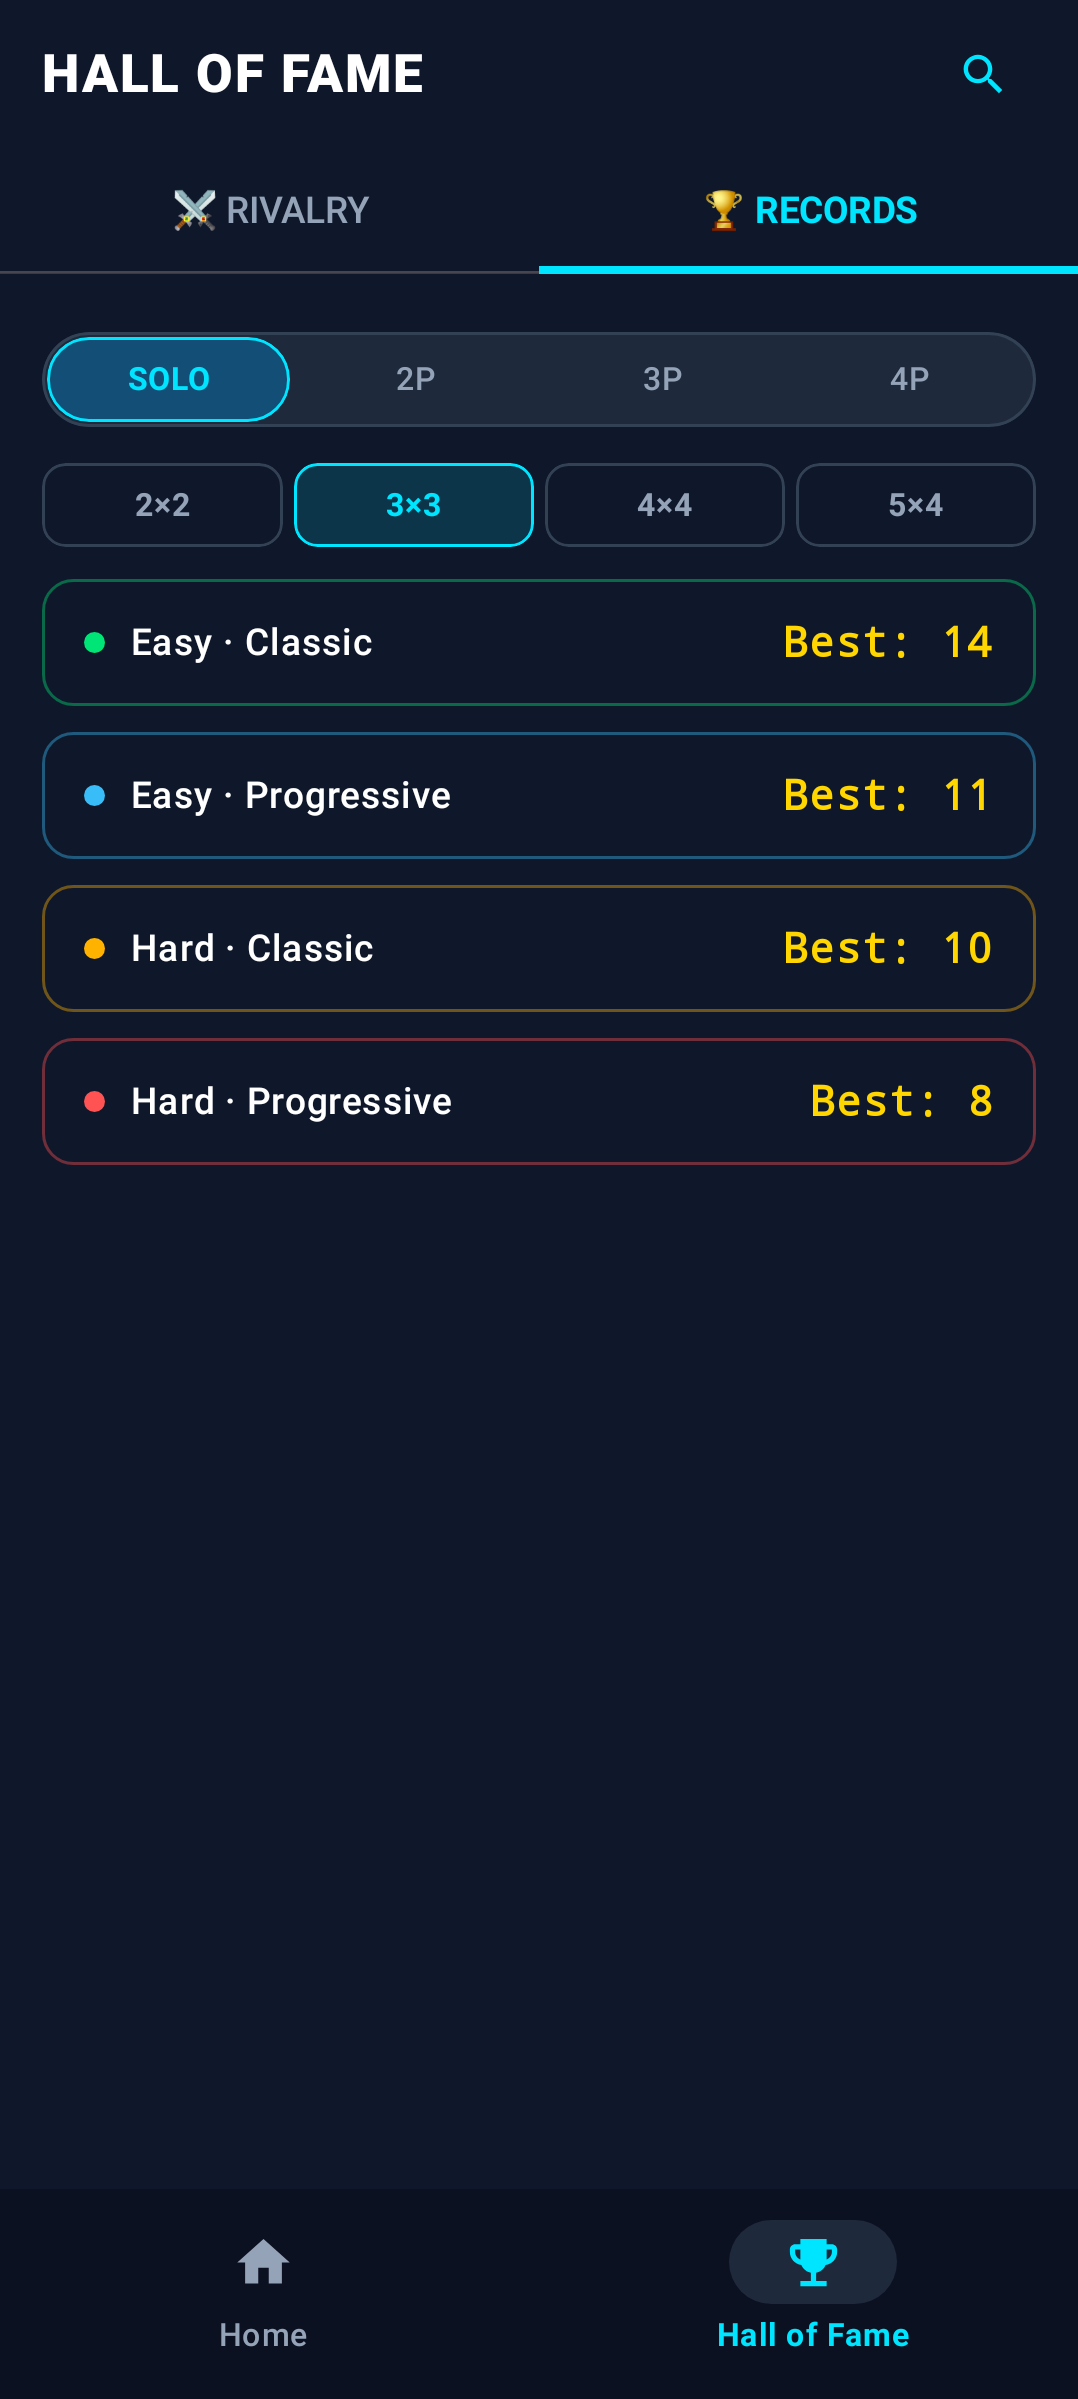 HALL OF FAME
RIVALRY
RECORDS
SOLO 2P 3P 4P
2×2 3×3 4×4 5×4
Easy · Classic Best: 14
Easy · Progressive Best: 11
Hard · Classic Best: 10
Hard · Progressive Best: 8
Home
Hall of Fame